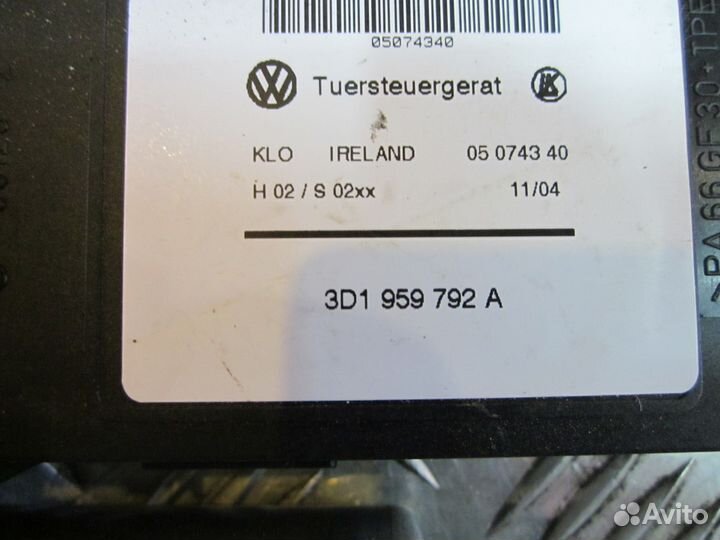 05074340
VW Tuersteuergerat K
KLO IRELAND 05 0743 40
H 02 / S 02xx 11/04
3D1 959 792 A
>PA 66 GF30+TPE
Avito